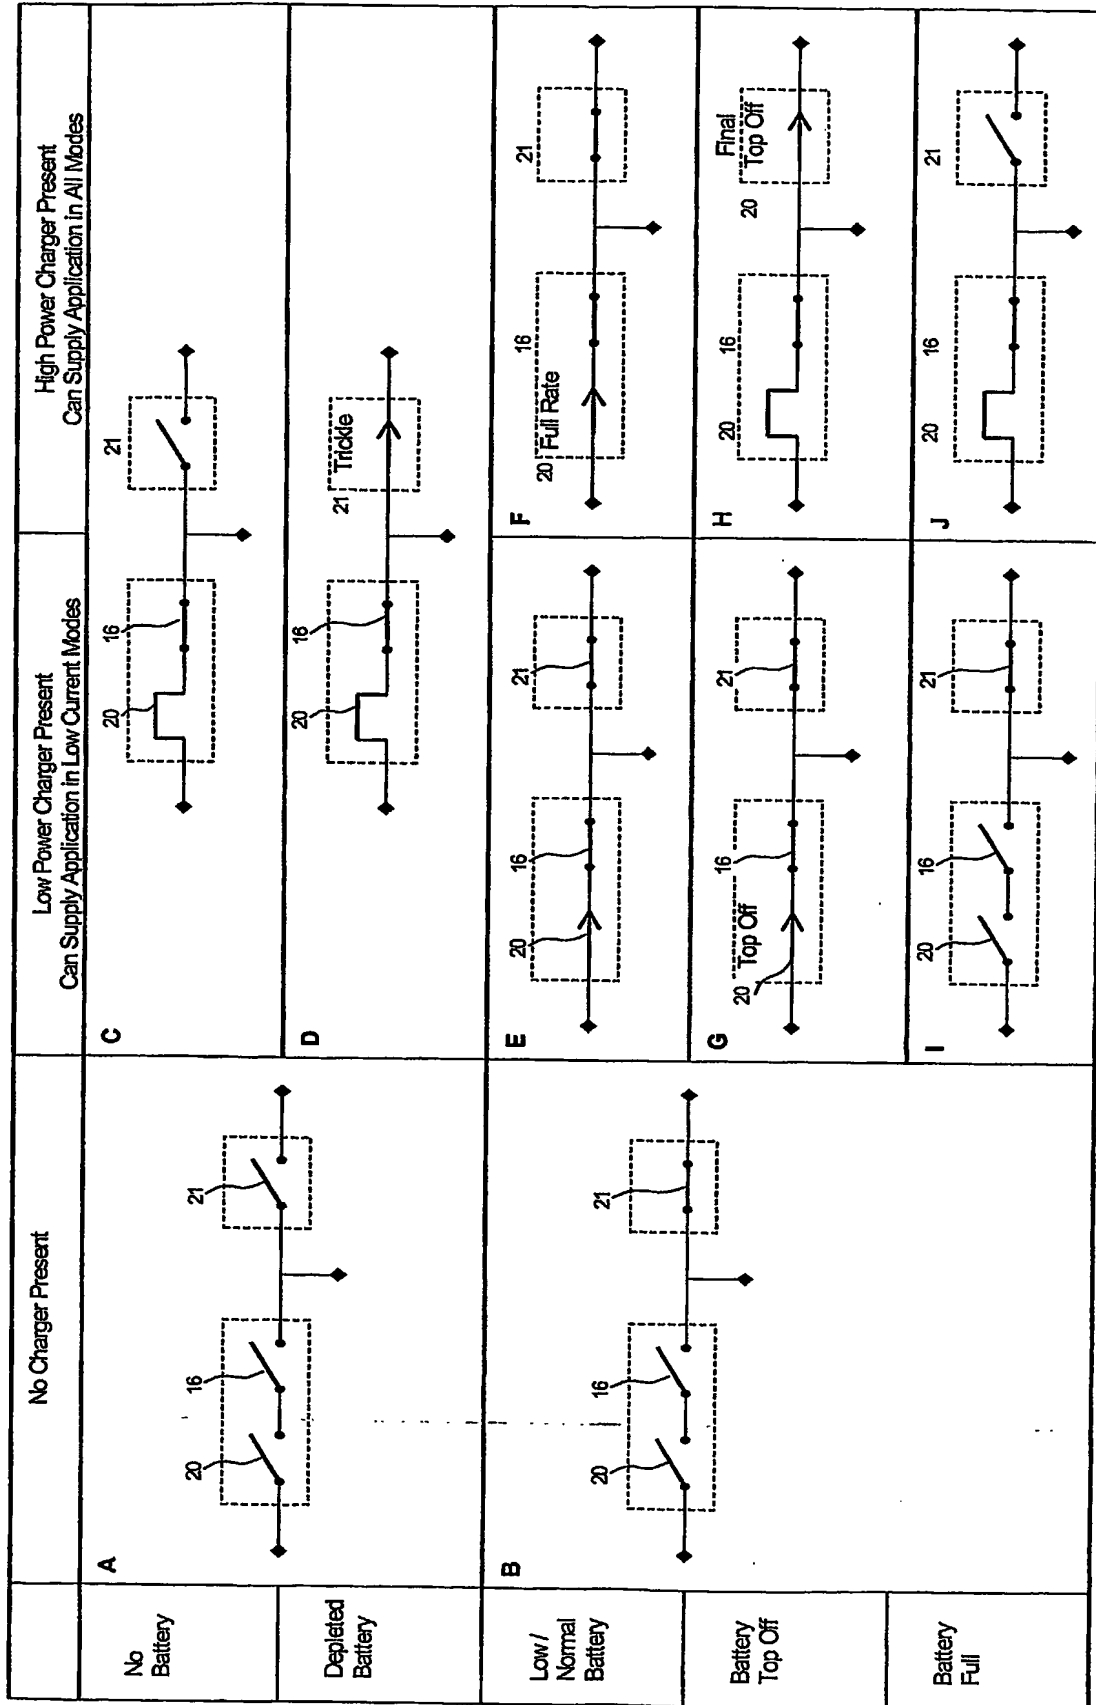 No Charger Present
Low Power Charger Present
Can Supply Application in Low Current Modes
High Power Charger Present
Can Supply Application in All Modes
No
Battery
A
20
16
21
C
20
16
21
Depleted
Battery
D
20
16
21
Trickle
Low /
Normal
Battery
B
20
16
21
E
20
16
21
F
20
Full Rate
16
21
Battery
Top Off
G
20
Top Off
16
21
H
20
16
20
Final
Top Off
Battery
Full
I
20
16
21
J
20
16
21